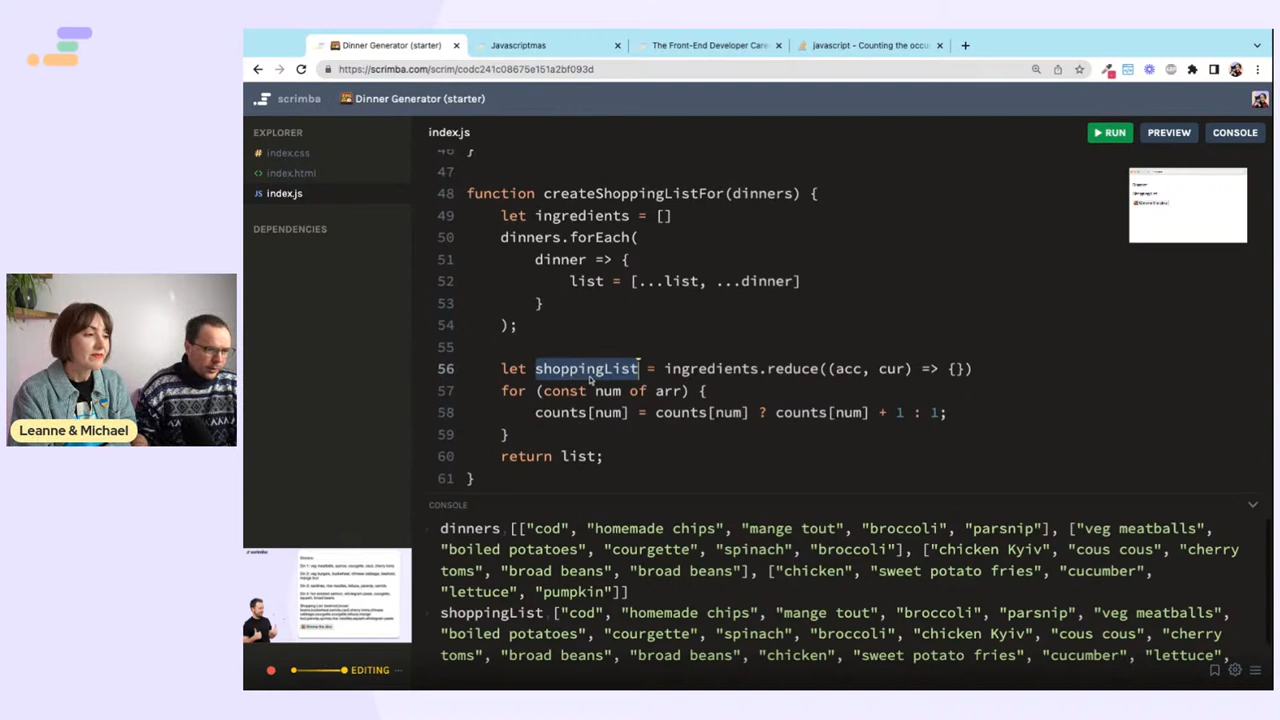 Dinner Generator (starter)
Javascriptmas
The Front-End Developer Care
javascript - Counting the occu
https://scrimba.com/scrim/codc241c08675e151a2bf093d
scrimba
Dinner Generator (starter)
EXPLORER
index.css
index.html
JS index.js
DEPENDENCIES
index.js
RUN
PREVIEW
CONSOLE
46 }
47
48 function createShoppingListFor(dinners) {
49 let ingredients = []
50 dinners.forEach(
51 dinner => {
52 list = [...list, ...dinner]
53 }
54 );
55
56 let shoppingList = ingredients.reduce((acc, cur) => {})
57 for (const num of arr) {
58 counts[num] = counts[num] ? counts[num] + 1 : 1;
59 }
60 return list;
61 }
CONSOLE
dinners [["cod", "homemade chips", "mange tout", "broccoli", "parsnip"], ["veg meatballs",
"boiled potatoes", "courgette", "spinach", "broccoli"], ["chicken Kyiv", "cous cous", "cherry
toms", "broad beans", "broad beans"], ["chicken", "sweet potato fries", "cucumber",
"lettuce", "pumpkin"]]
shoppingList ["cod", "homemade chips", "mange tout", "broccoli", "parsnip", "veg meatballs",
"boiled potatoes", "courgette", "spinach", "broccoli", "chicken Kyiv", "cous cous", "cherry
toms", "broad beans", "broad beans", "chicken", "sweet potato fries", "cucumber", "lettuce",
Leanne & Michael
EDITING